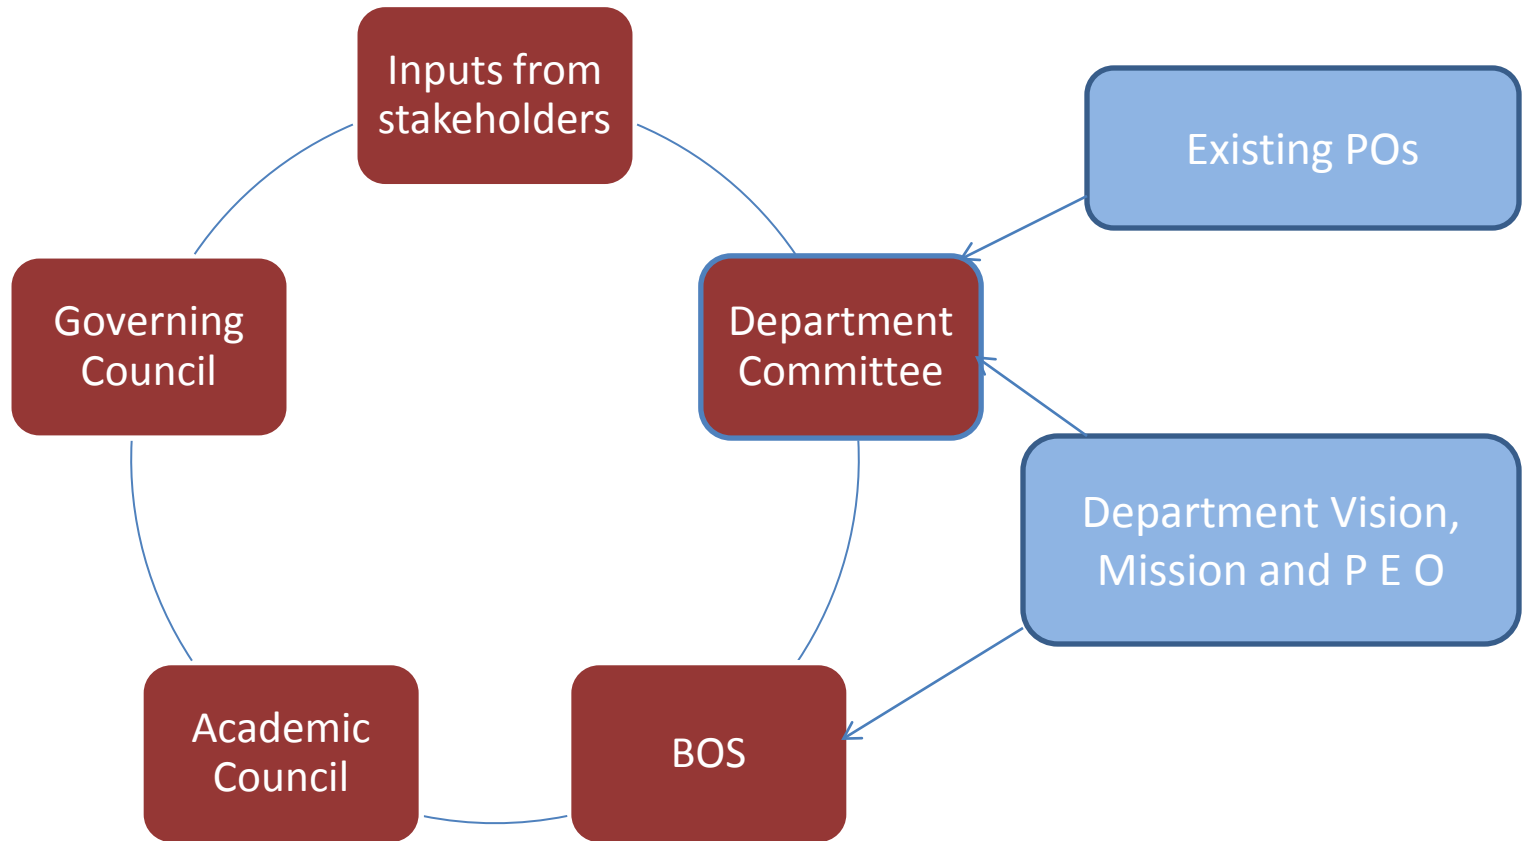 Inputs from
stakeholders
Existing POs
Governing
Council
Department
Committee
Department Vision,
Mission and P E O
Academic
Council
BOS